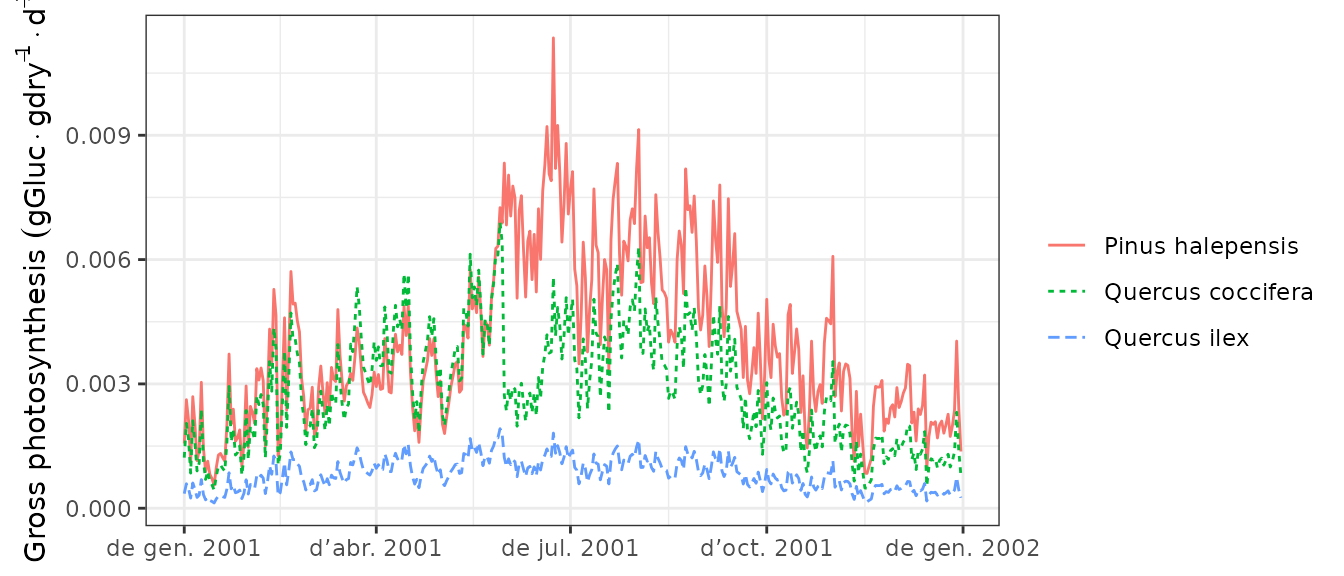 Gross photosynthesis (gGluc · gdry⁻¹ · d⁻
0.009
0.006
0.003
0.000
de gen. 2001
d’abr. 2001
de jul. 2001
d’oct. 2001
de gen. 2002
Pinus halepensis
Quercus coccifera
Quercus ilex